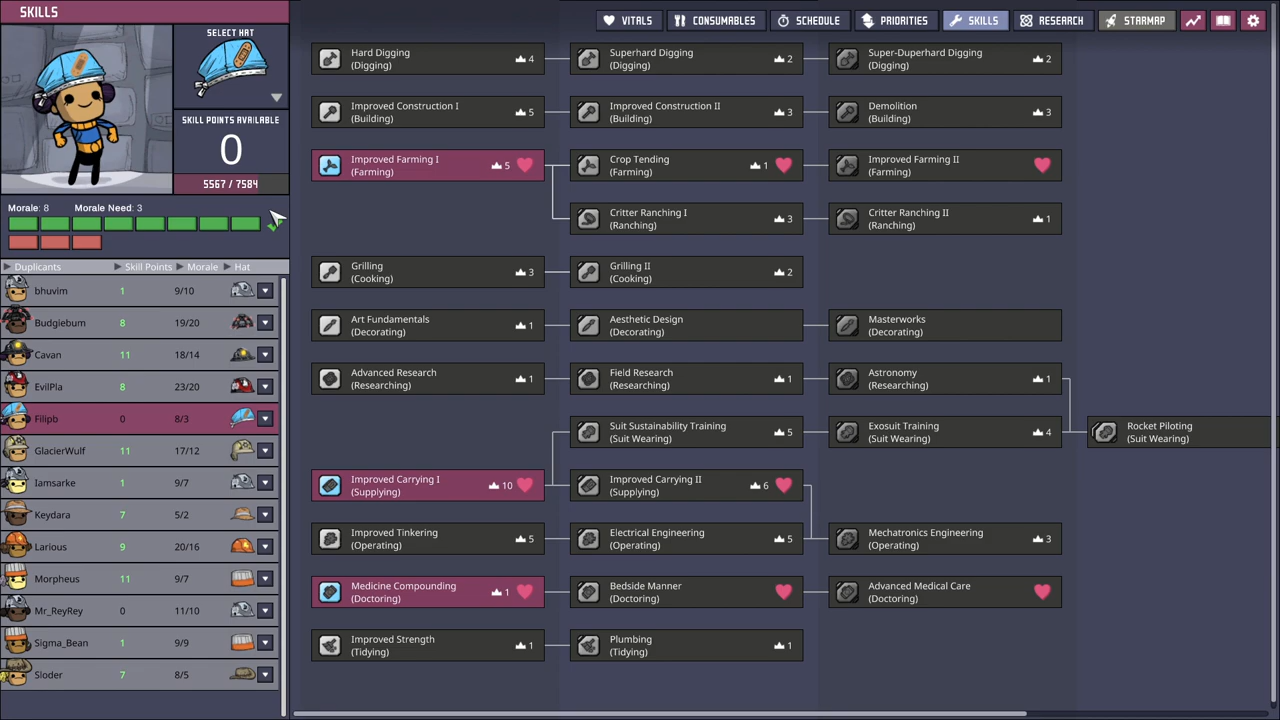 SKILLS
VITALS
CONSUMABLES
SCHEDULE
PRIORITIES
SKILLS
RESEARCH
STARMAP
SELECT HAT
SKILL POINTS AVAILABLE
0
5567 / 7584
Morale: 8
Morale Need: 3
Duplicants
Skill Points
Morale
Hat
bhuvim 1 9/10
Budgiebum 8 19/20
Cavan 11 18/14
EvilPla 8 23/20
Filipb 0 8/3
GlacierWulf 11 17/12
Iamsarke 1 9/7
Keydara 7 5/2
Larious 9 20/16
Morpheus 11 9/7
Mr_ReyRey 0 11/10
Sigma_Bean 1 9/9
Sloder 7 8/5
Hard Digging
(Digging)
4
Superhard Digging
(Digging)
2
Super-Duperhard Digging
(Digging)
2
Improved Construction I
(Building)
5
Improved Construction II
(Building)
3
Demolition
(Building)
3
Improved Farming I
(Farming)
5
Crop Tending
(Farming)
1
Improved Farming II
(Farming)
Critter Ranching I
(Ranching)
3
Critter Ranching II
(Ranching)
1
Grilling
(Cooking)
3
Grilling II
(Cooking)
2
Art Fundamentals
(Decorating)
1
Aesthetic Design
(Decorating)
Masterworks
(Decorating)
Advanced Research
(Researching)
1
Field Research
(Researching)
1
Astronomy
(Researching)
1
Suit Sustainability Training
(Suit Wearing)
5
Exosuit Training
(Suit Wearing)
4
Rocket Piloting
(Suit Wearing)
Improved Carrying I
(Supplying)
10
Improved Carrying II
(Supplying)
6
Improved Tinkering
(Operating)
5
Electrical Engineering
(Operating)
5
Mechatronics Engineering
(Operating)
3
Medicine Compounding
(Doctoring)
1
Bedside Manner
(Doctoring)
Advanced Medical Care
(Doctoring)
Improved Strength
(Tidying)
1
Plumbing
(Tidying)
1